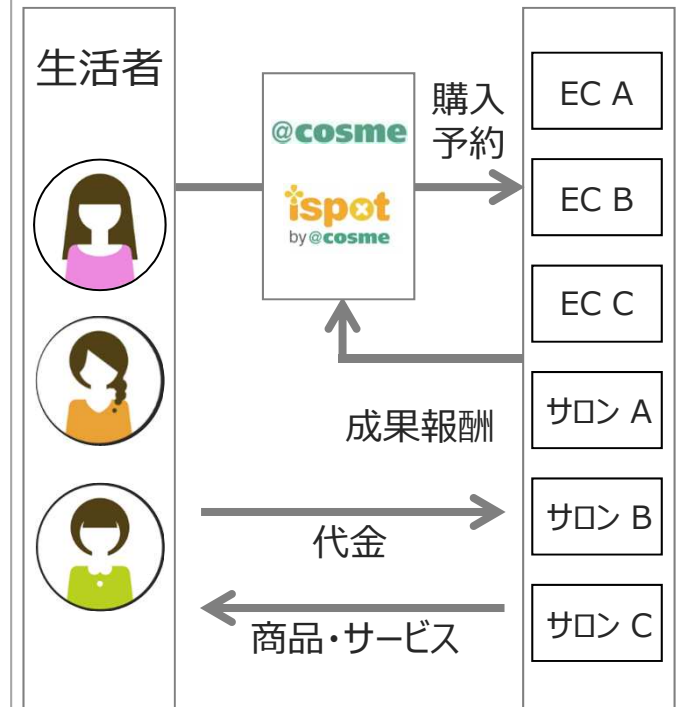 生活者
@cosme
ispot
by@cosme
購入
予約
EC A
EC B
EC C
サロン A
サロン B
サロン C
成果報酬
代金
商品・サービス